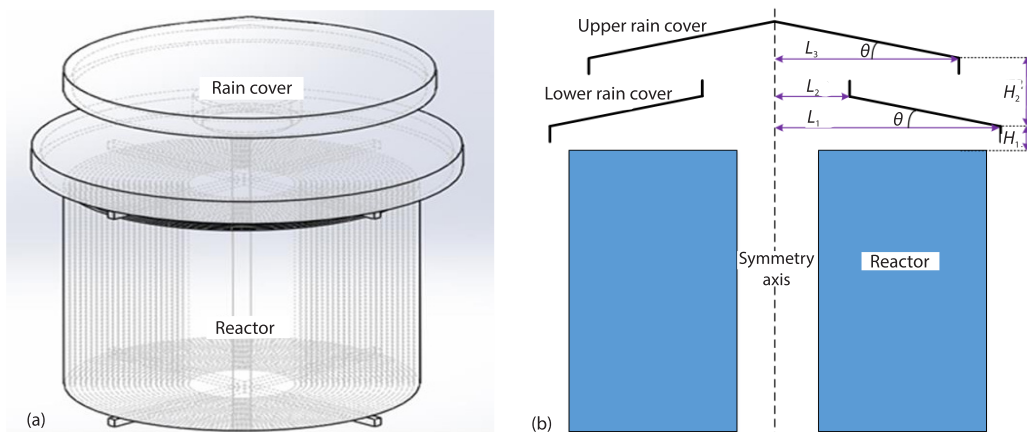 Rain cover
Reactor
(a)
Upper rain cover
L₃
θ
Lower rain cover
L₂
H₂
θ
L₁
H₁
Symmetry
axis
Reactor
(b)